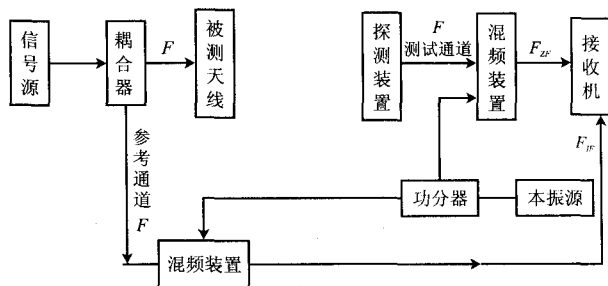 信号源
耦合器
F
被测天线
探测装置
F
测试通道
混频装置
F_ZF
接收机
F_IF
参考通道
F
功分器
本振源
混频装置